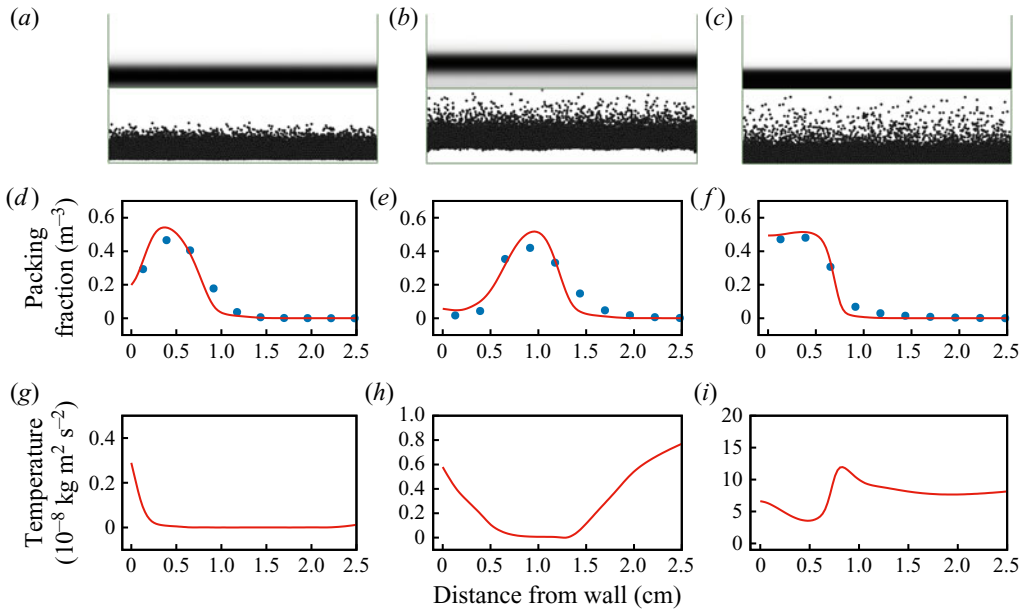 (a) (b) (c)
(d) (e) (f)
Packing
fraction (m⁻³)
0.6 0.6 0.6
0.4 0.4 0.4
0.2 0.2 0.2
0 0 0
0 0.5 1.0 1.5 2.0 2.5 0 0.5 1.0 1.5 2.0 2.5 0 0.5 1.0 1.5 2.0 2.5
(g) (h) (i)
Temperature
(10⁻⁸ kg m² s⁻²)
0.4
0.2
0
1.0
0.8
0.6
0.4
0.2
0
20
15
10
5
0
0 0.5 1.0 1.5 2.0 2.5 0 0.5 1.0 1.5 2.0 2.5 0 0.5 1.0 1.5 2.0 2.5
Distance from wall (cm)